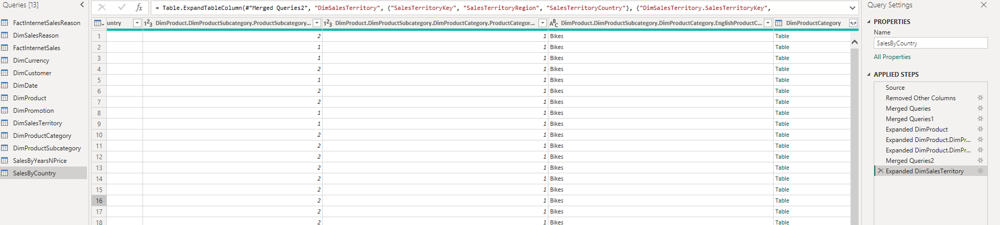 Queries [13]
FactInternetSalesReason
DimSalesReason
FactInternetSales
DimCurrency
DimCustomer
DimDate
DimProduct
DimPromotion
DimSalesTerritory
DimProductCategory
DimProductSubcategory
SalesByYearsNPrice
SalesByCountry
fx = Table.ExpandTableColumn(#"Merged Queries2", "DimSalesTerritory", {"SalesTerritoryKey", "SalesTerritoryRegion", "SalesTerritoryCountry"}, {"DimSalesTerritory.SalesTerritoryKey",
untry 123 DimProduct.DimProductSubcategory.ProductSubcategory... 123 DimProduct.DimProductSubcategory.DimProductCategory.ProductCategor... ABC DimProduct.DimProductSubcategory.DimProductCategory.EnglishProductC... DimProductCategory
1 2 1 Bikes Table
2 1 1 Bikes Table
3 1 1 Bikes Table
4 2 1 Bikes Table
5 1 1 Bikes Table
6 2 1 Bikes Table
7 2 1 Bikes Table
8 1 1 Bikes Table
9 1 1 Bikes Table
10 2 1 Bikes Table
11 2 1 Bikes Table
12 2 1 Bikes Table
13 2 1 Bikes Table
14 2 1 Bikes Table
15 2 1 Bikes Table
16 2 1 Bikes Table
17 2 1 Bikes Table
18 2 1 Bikes Table
Query Settings
PROPERTIES
Name
SalesByCountry
All Properties
APPLIED STEPS
Source
Removed Other Columns
Merged Queries
Merged Queries1
Expanded DimProduct
Expanded DimProduct.DimPr...
Expanded DimProduct.DimPr...
Merged Queries2
Expanded DimSalesTerritory